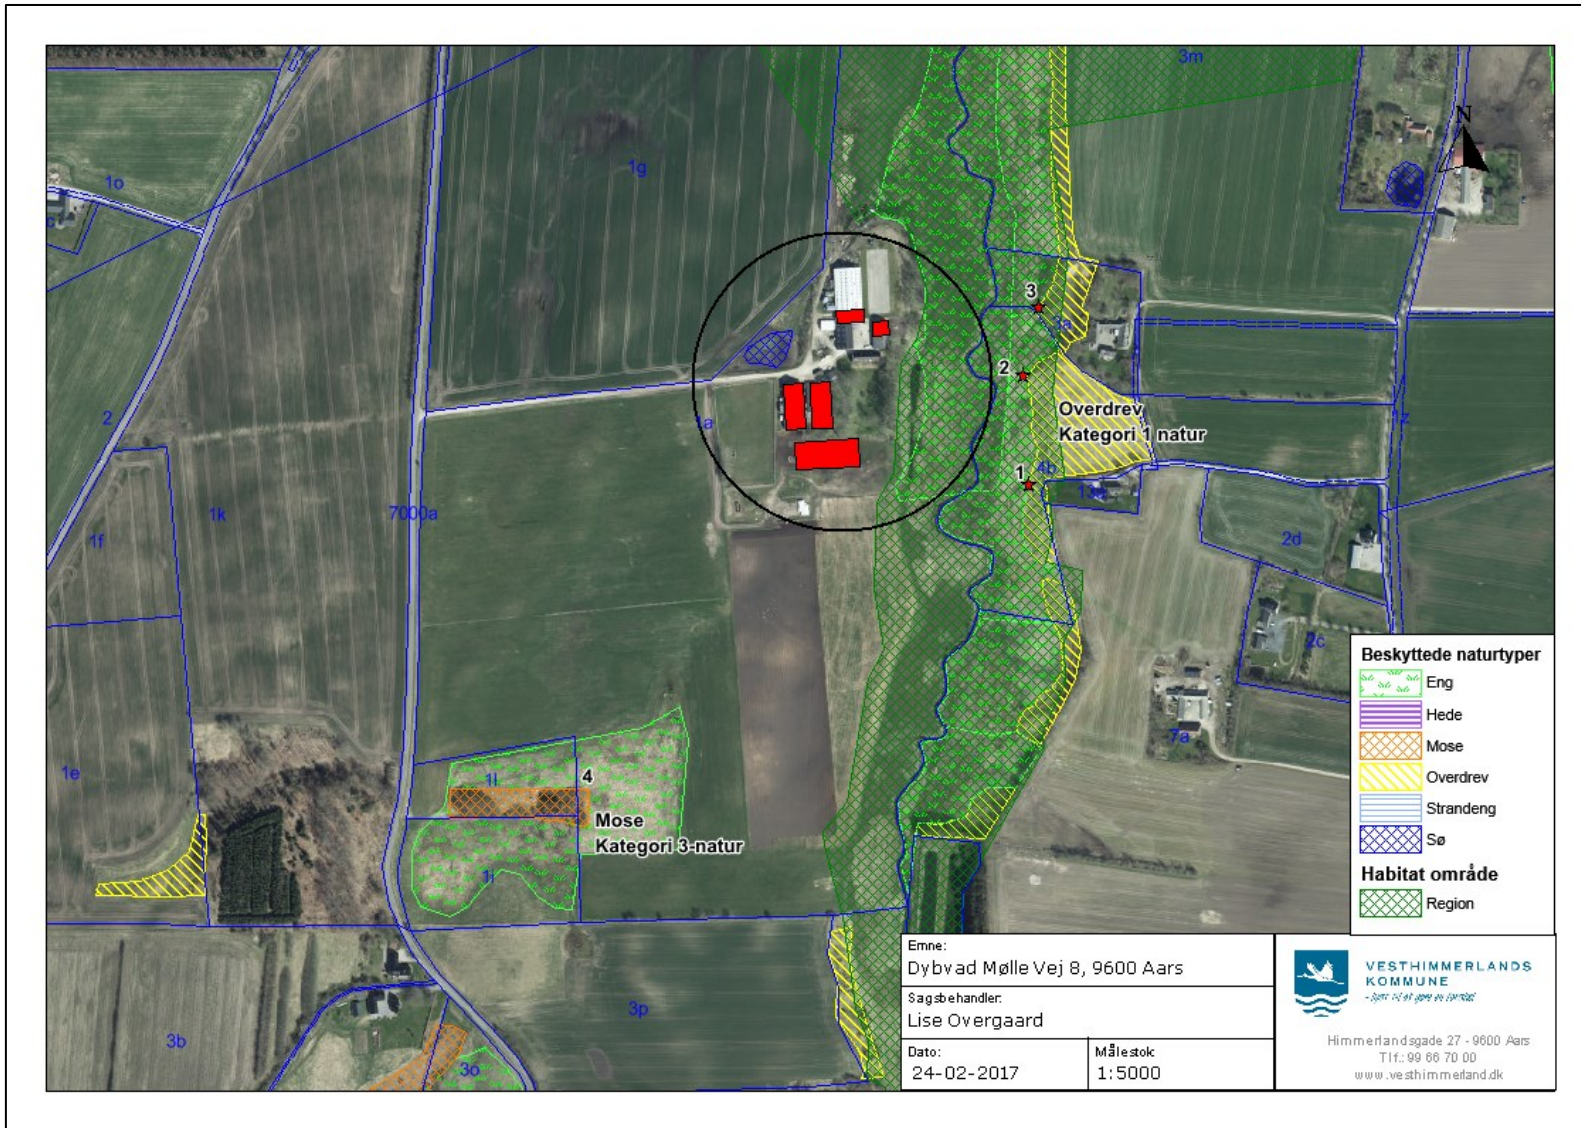 3m
N
1g
1o
c
3
3a
2
2
Overdrev
Kategori 1 natur
1z
1a
4b
1
1k
7000a
1f
2d
2c
7a
1e
4
1l
Mose
Kategori 3-natur
1i
3p
3b
3o
Beskyttede naturtyper
Eng
Hede
Mose
Overdrev
Strandeng
Sø
Habitat område
Region
Emne:
Dybvad Mølle Vej 8, 9600 Aars
Sagsbehandler:
Lise Overgaard
Dato:
24-02-2017
Målestok:
1:5000
VESTHIMMERLANDS
KOMMUNE
Himmerlandsgade 27 - 9600 Aars
Tlf.: 99 66 70 00
www.vesthimmerland.dk